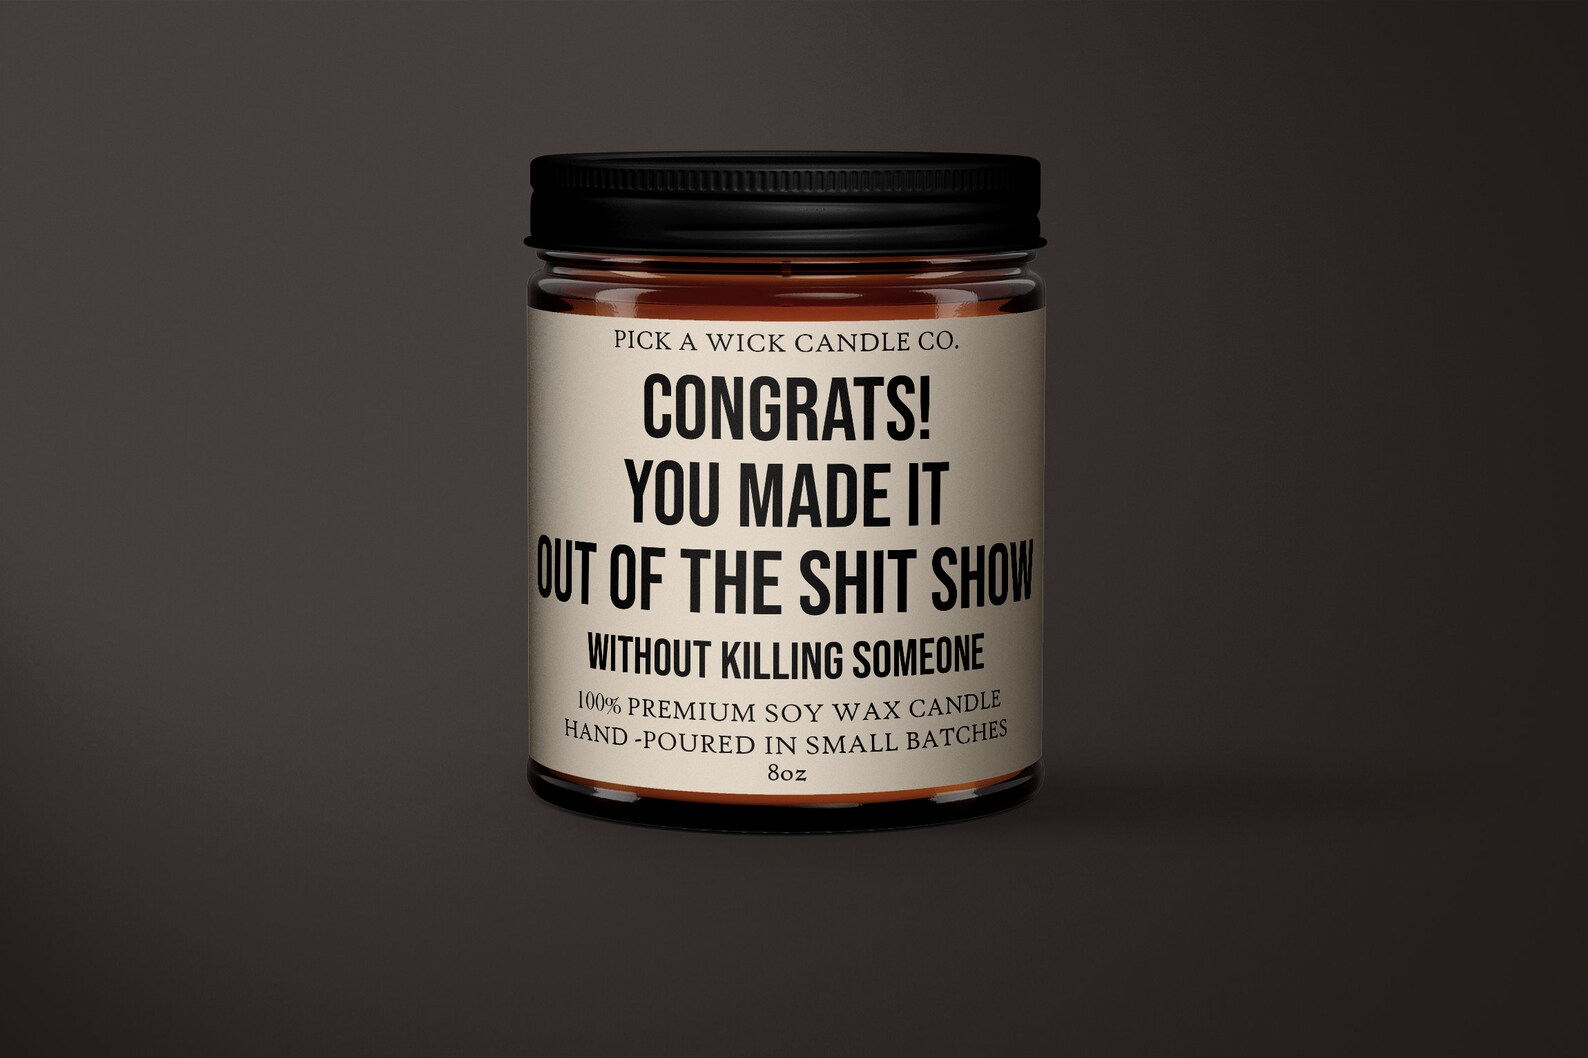 PICK A WICK CANDLE CO.
CONGRATS!
YOU MADE IT
OUT OF THE SHIT SHOW
WITHOUT KILLING SOMEONE
100% PREMIUM SOY WAX CANDLE
HAND -POURED IN SMALL BATCHES
8oz